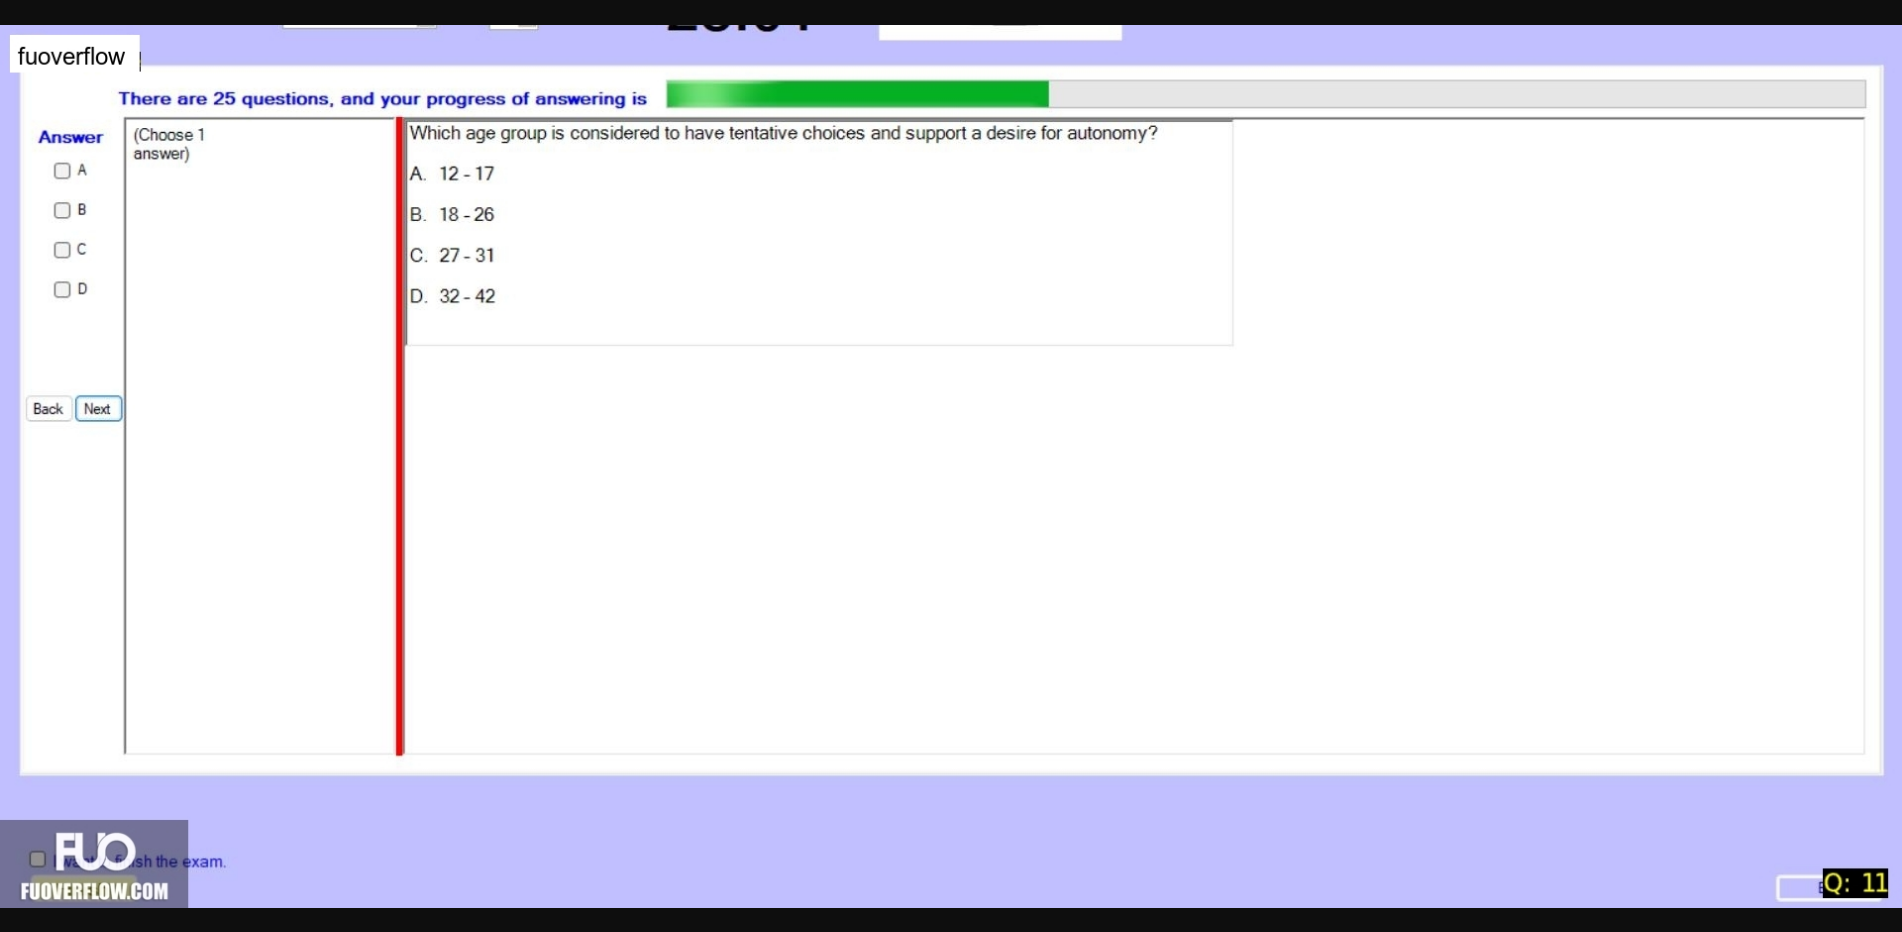 fuoverflow
There are 25 questions, and your progress of answering is
Answer
(Choose 1
answer)
A
B
C
D
Back
Next
Which age group is considered to have tentative choices and support a desire for autonomy?
A. 12 - 17
B. 18 - 26
C. 27 - 31
D. 32 - 42
FUO
sh the exam.
FUOVERFLOW.COM
Q: 11